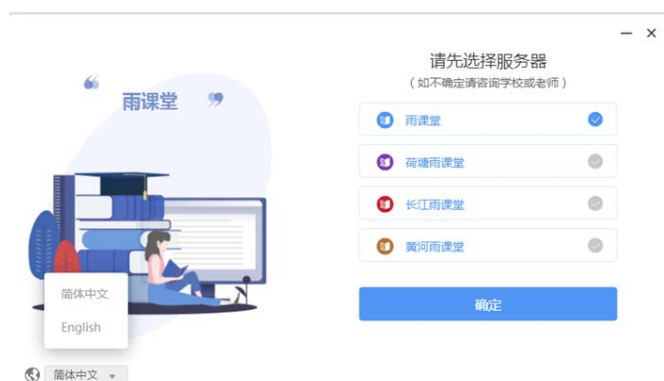 雨课堂
简体中文
English
简体中文
请先选择服务器
(如不确定请咨询学校或老师)
雨课堂
荷塘雨课堂
长江雨课堂
黄河雨课堂
确定